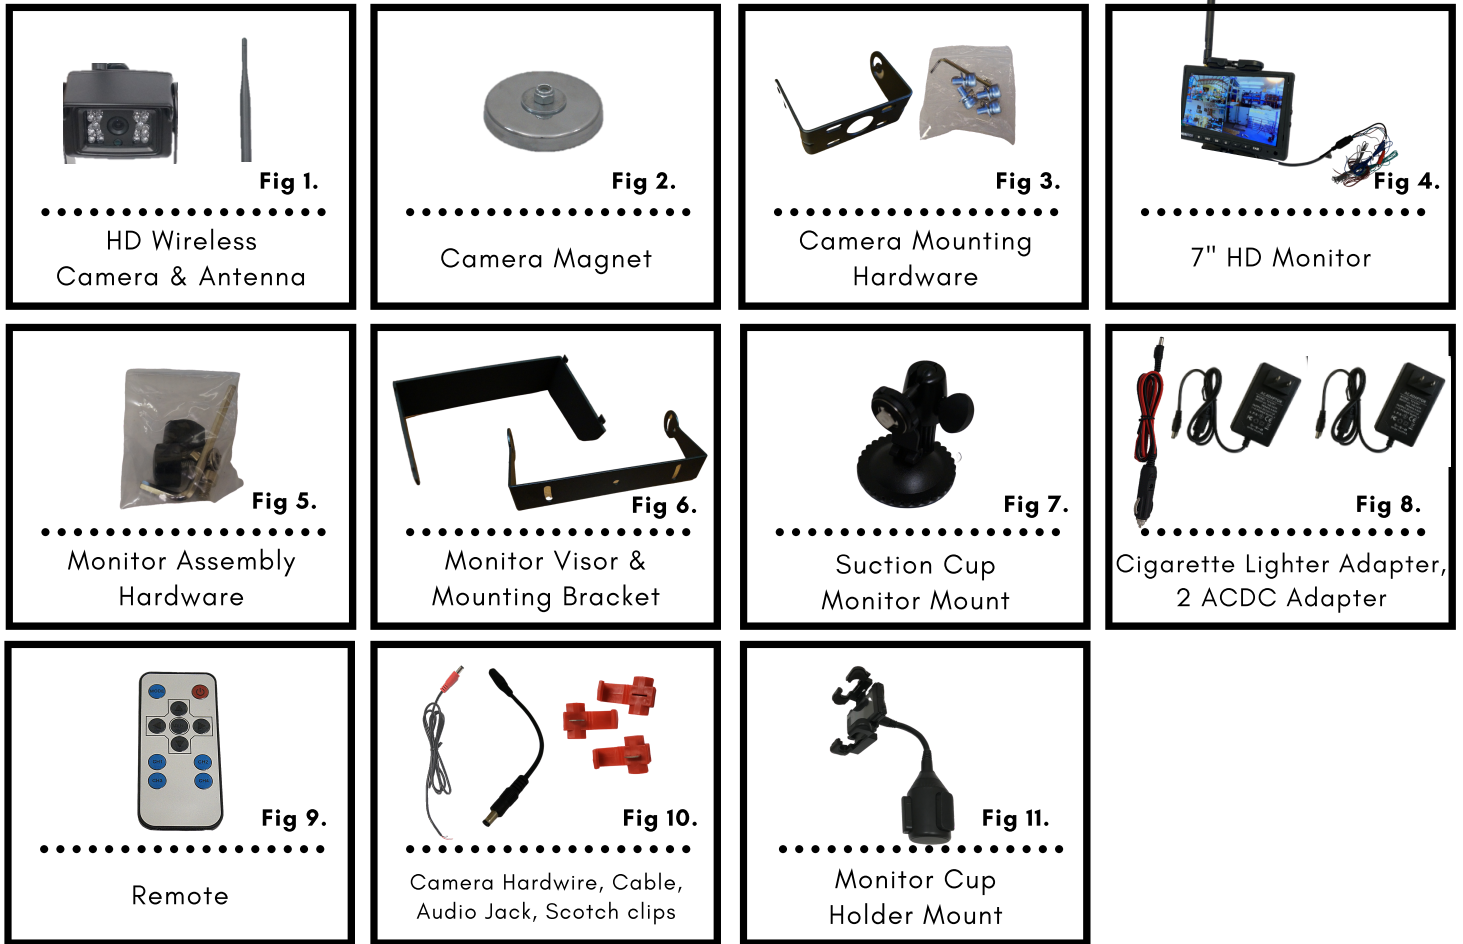 Fig 1.
HD Wireless
Camera & Antenna
Fig 2.
Camera Magnet
Fig 3.
Camera Mounting
Hardware
Fig 4.
7" HD Monitor
Fig 5.
Monitor Assembly
Hardware
Fig 6.
Monitor Visor &
Mounting Bracket
Fig 7.
Suction Cup
Monitor Mount
Fig 8.
Cigarette Lighter Adapter,
2 ACDC Adapter
Fig 9.
Remote
Fig 10.
Camera Hardwire, Cable,
Audio Jack, Scotch clips
Fig 11.
Monitor Cup
Holder Mount